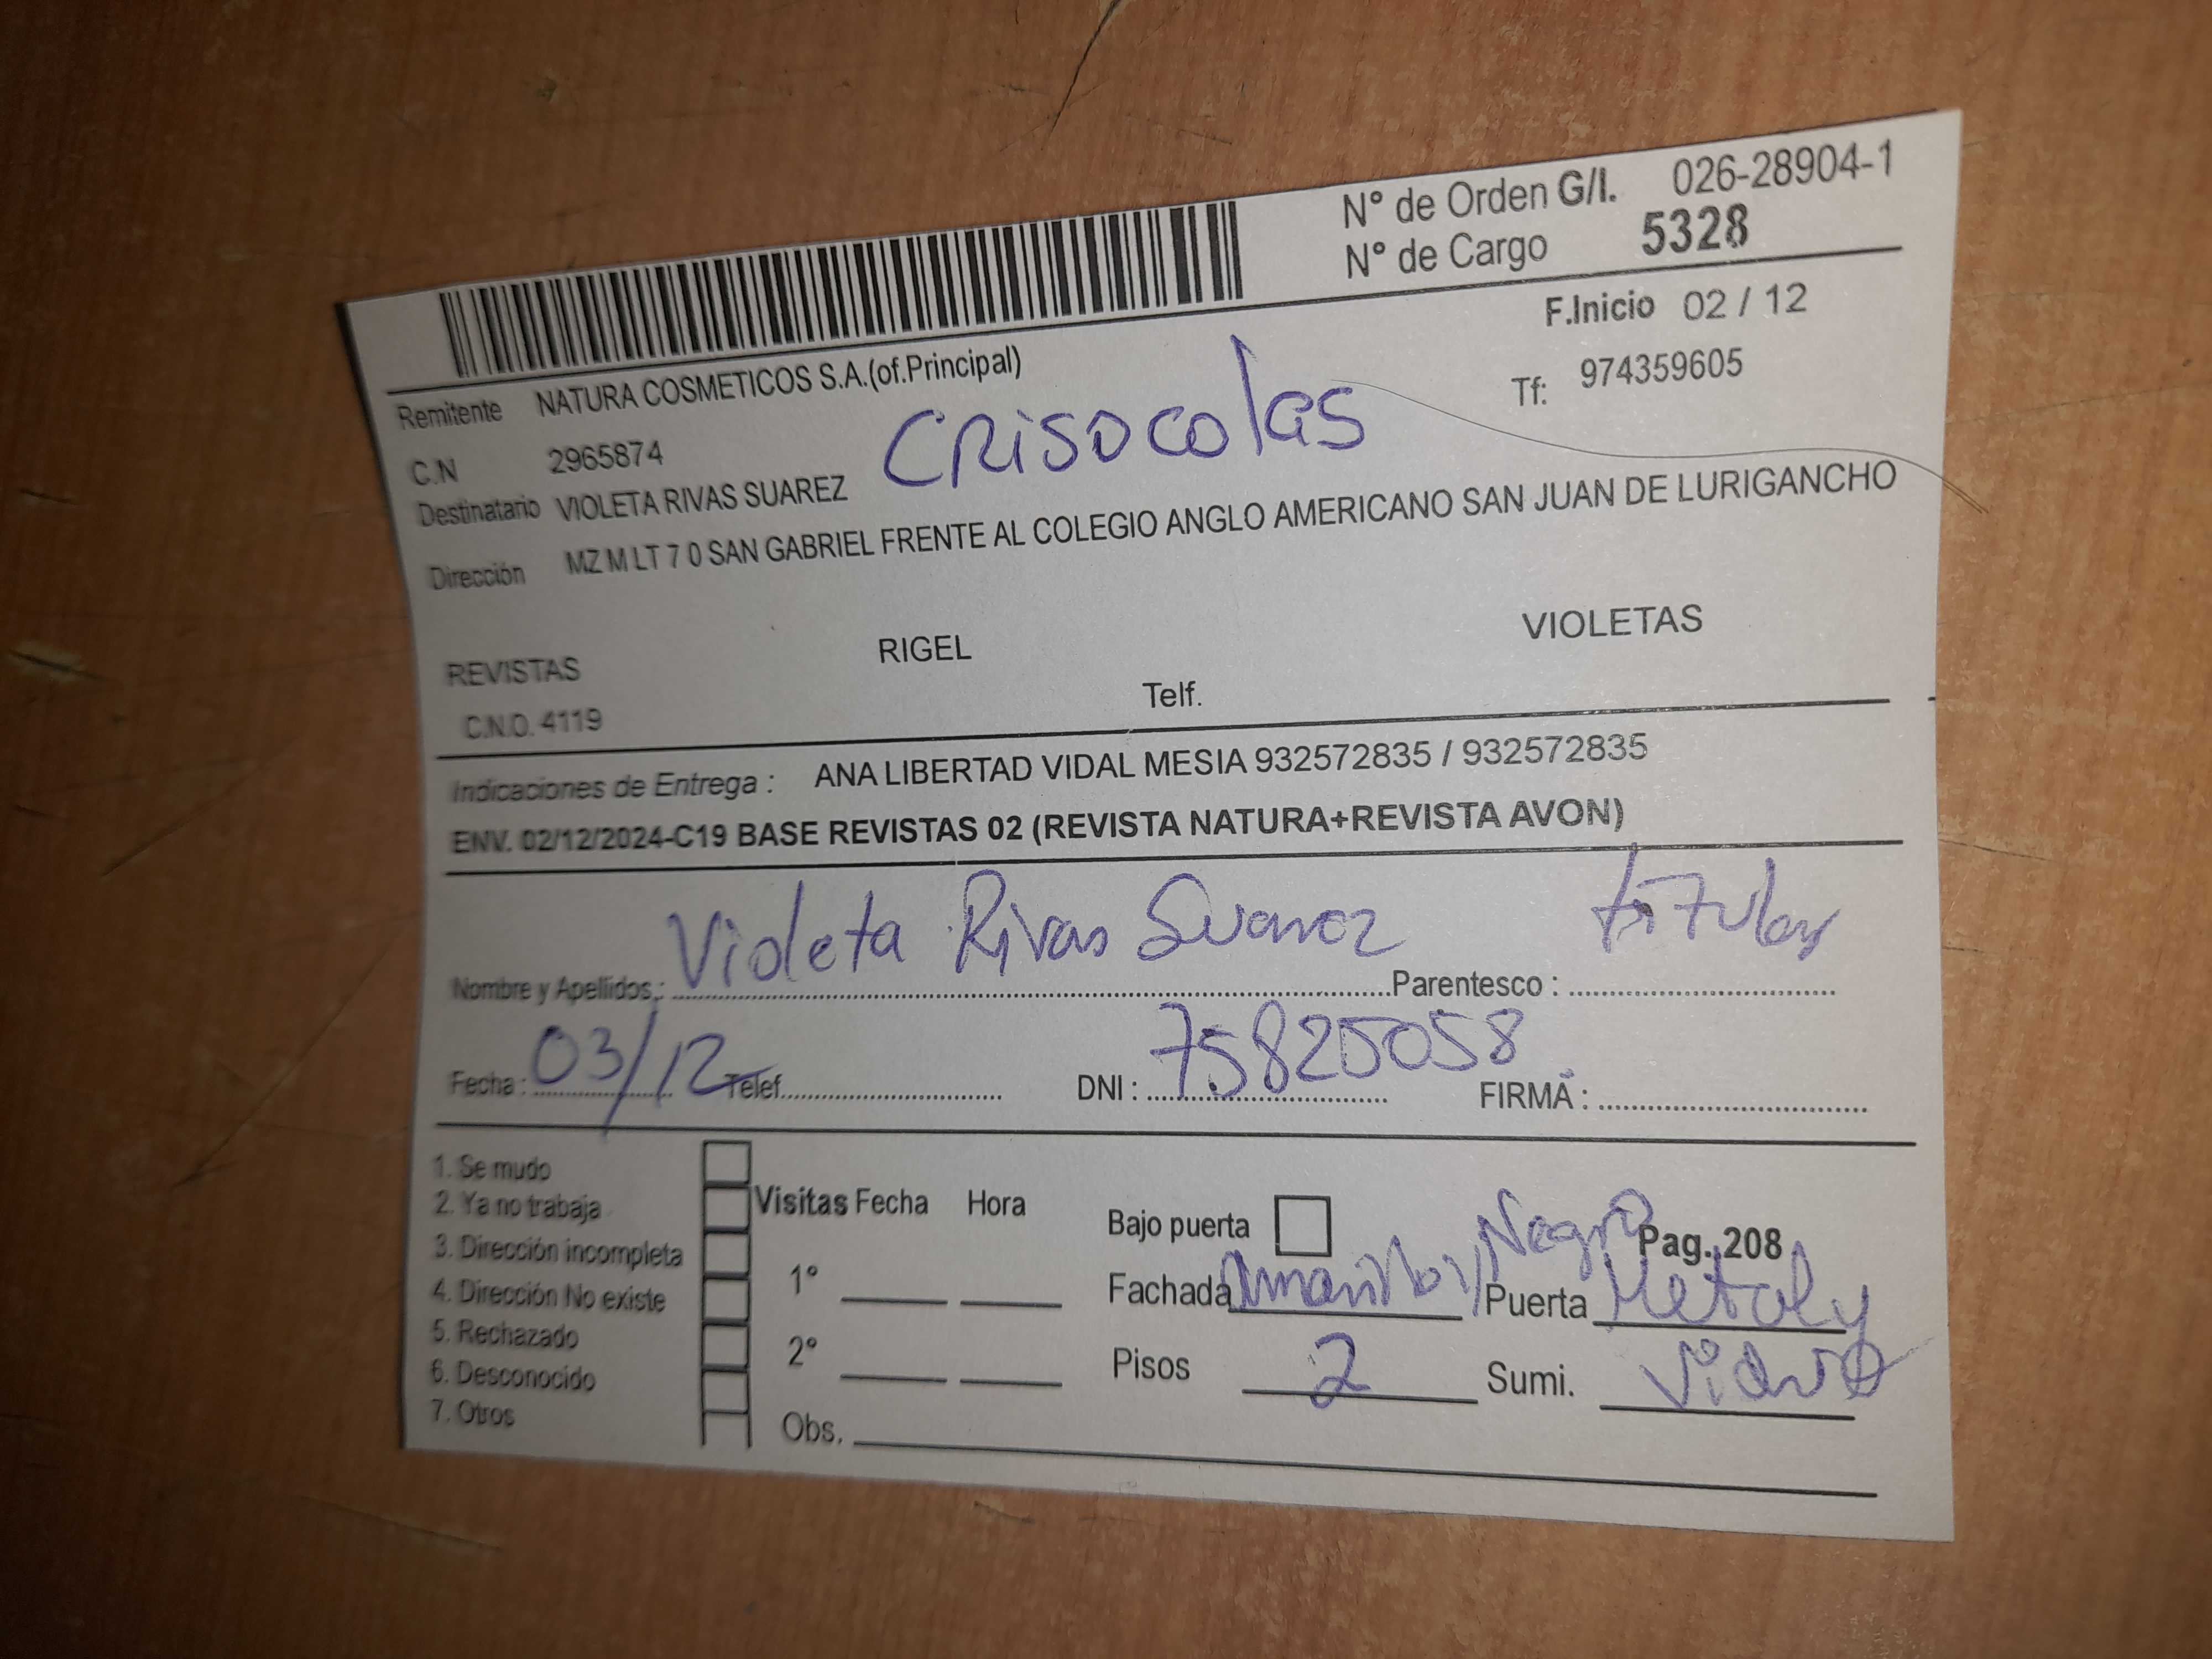 N° de Orden G/I. 026-28904-1
N° de Cargo 5328
F.Inicio 02 / 12
Remitente NATURA COSMETICOS S.A.(of.Principal)
Tf: 974359605
C.N 2965874
CRisocolas
Destinatario VIOLETA RIVAS SUAREZ
Dirección MZ M LT 7 0 SAN GABRIEL FRENTE AL COLEGIO ANGLO AMERICANO SAN JUAN DE LURIGANCHO
REVISTAS RIGEL VIOLETAS
C.N.O. 4119 Telf.
Indicaciones de Entrega : ANA LIBERTAD VIDAL MESIA 932572835 / 932572835
ENV. 02/12/2024-C19 BASE REVISTAS 02 (REVISTA NATURA+REVISTA AVON)
Nombre y Apellidos.: Violeta Rivas Suarez Parentesco : titular
Fecha : 03/12 Telef. DNI : 75825058 FIRMA :
1. Se mudo
2. Ya no trabaja
3. Dirección incompleta
4. Dirección No existe
5. Rechazado
6. Desconocido
7. Otros
Visitas Fecha Hora
1°
2°
Obs.
Bajo puerta
Pag. 208
Fachada Amarillo y Negro Puerta Metal y
Vidrio
Pisos 2 Sumi.